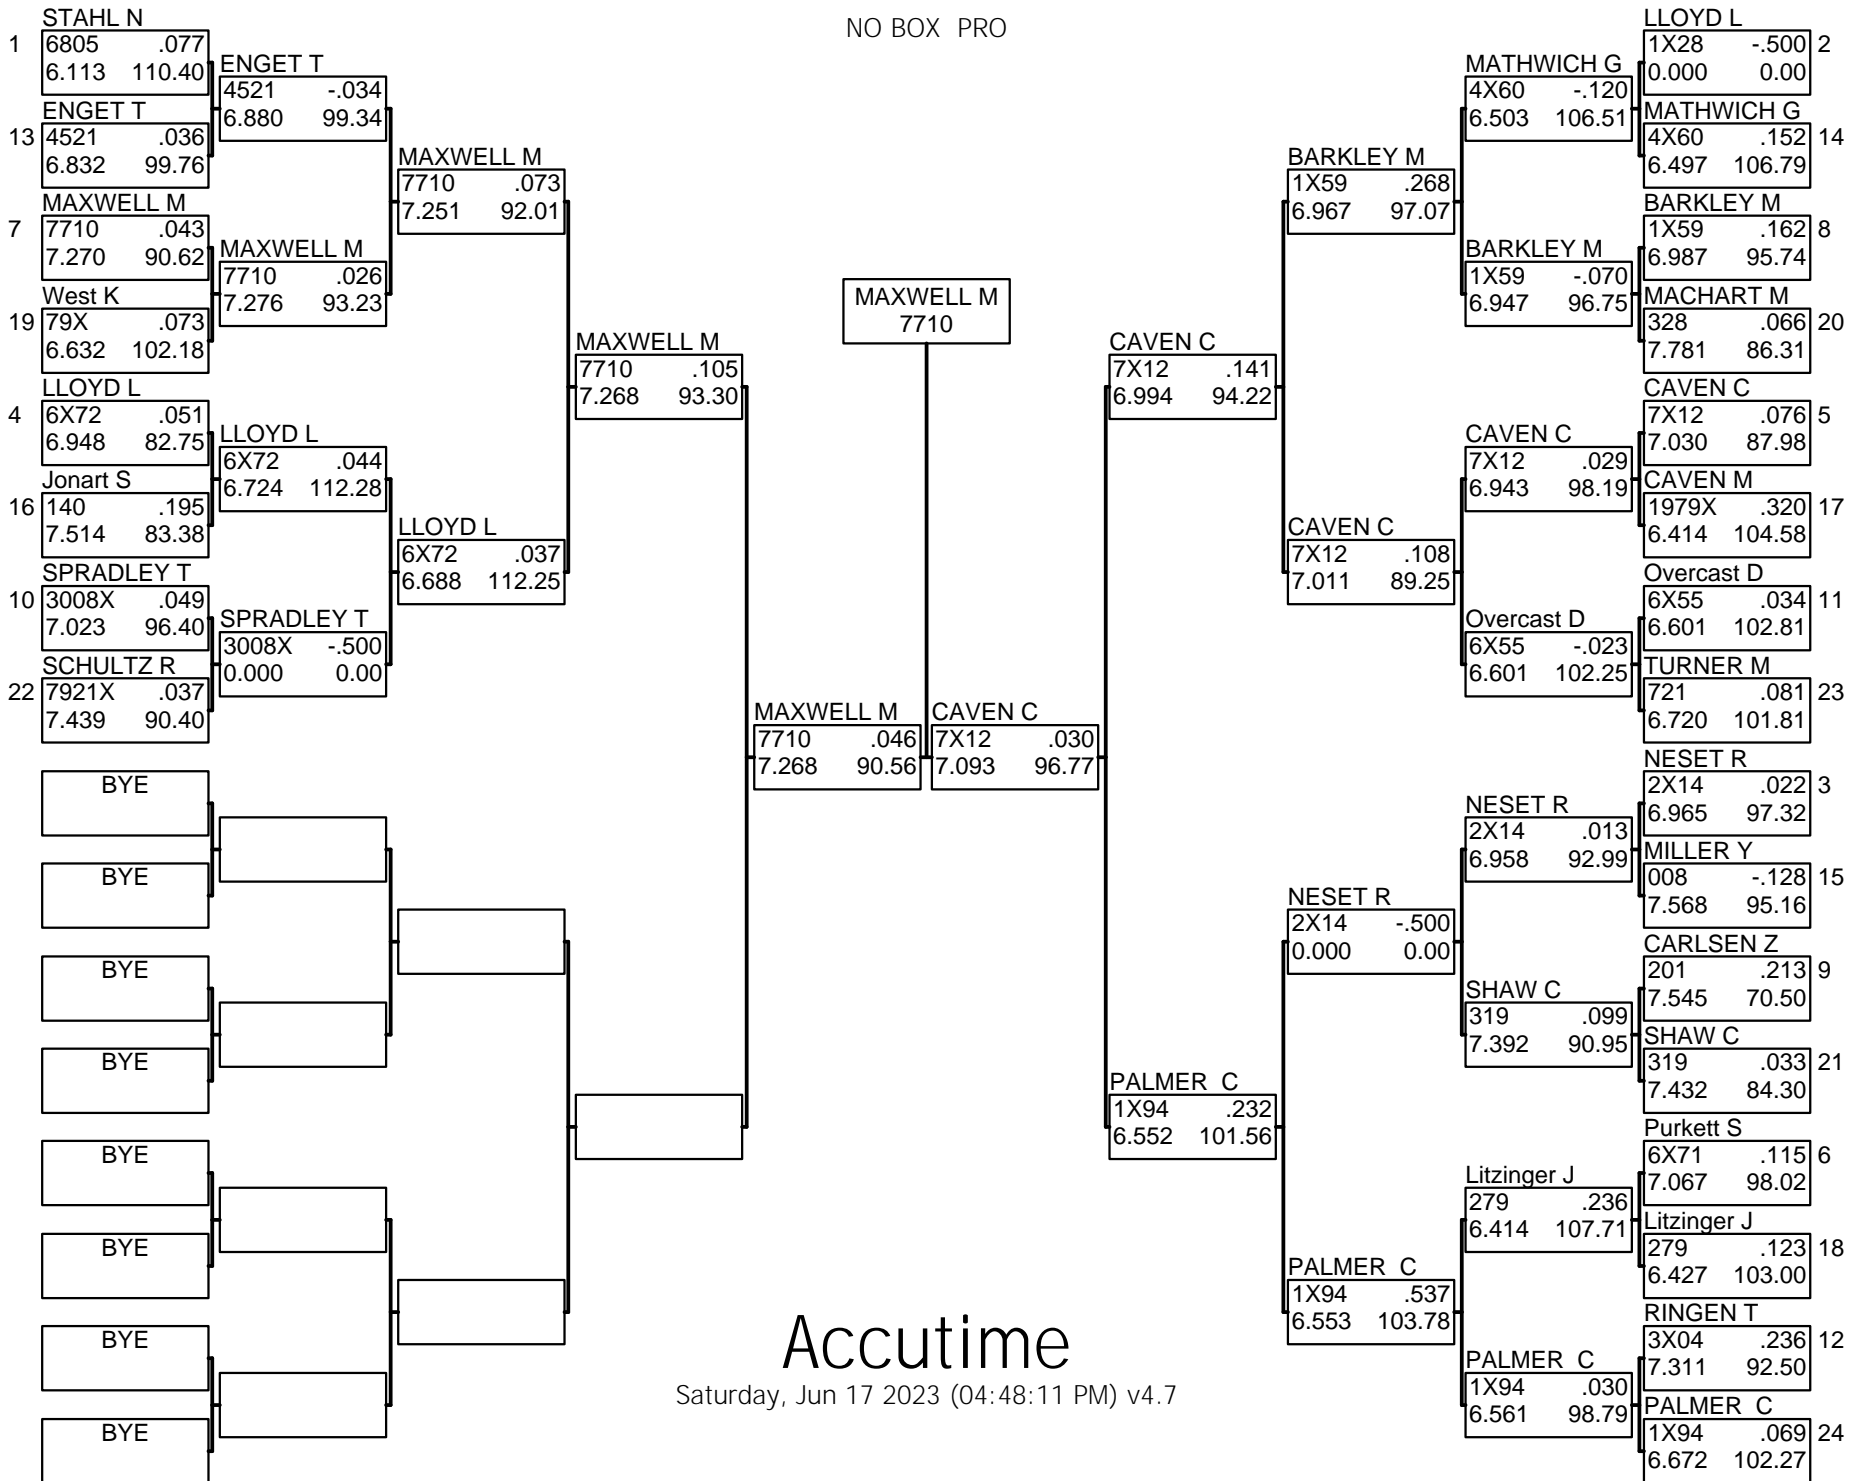 NO BOX PRO
STAHL N
1 6805 .077
6.113 110.40
ENGET T
13 4521 .036
6.832 99.76
MAXWELL M
7 7710 .043
7.270 90.62
West K
19 79X .073
6.632 102.18
LLOYD L
4 6X72 .051
6.948 82.75
Jonart S
16 140 .195
7.514 83.38
SPRADLEY T
10 3008X .049
7.023 96.40
SCHULTZ R
22 7921X .037
7.439 90.40
BYE
BYE
BYE
BYE
BYE
BYE
BYE
BYE
ENGET T
4521 -.034
6.880 99.34
MAXWELL M
7710 .026
7.276 93.23
LLOYD L
6X72 .044
6.724 112.28
SPRADLEY T
3008X -.500
0.000 0.00
MAXWELL M
7710 .073
7.251 92.01
LLOYD L
6X72 .037
6.688 112.25
MAXWELL M
7710 .105
7.268 93.30
MAXWELL M
7710 .046
7.268 90.56
MAXWELL M
7710
CAVEN C
7X12 .030
7.093 96.77
CAVEN C
7X12 .141
6.994 94.22
PALMER C
1X94 .232
6.552 101.56
BARKLEY M
1X59 .268
6.967 97.07
CAVEN C
7X12 .108
7.011 89.25
NESET R
2X14 -.500
0.000 0.00
PALMER C
1X94 .537
6.553 103.78
MATHWICH G
4X60 -.120
6.503 106.51
BARKLEY M
1X59 -.070
6.947 96.75
CAVEN C
7X12 .029
6.943 98.19
Overcast D
6X55 -.023
6.601 102.25
NESET R
2X14 .013
6.958 92.99
SHAW C
319 .099
7.392 90.95
Litzinger J
279 .236
6.414 107.71
PALMER C
1X94 .030
6.561 98.79
LLOYD L
1X28 -.500 2
0.000 0.00
MATHWICH G
4X60 .152 14
6.497 106.79
BARKLEY M
1X59 .162 8
6.987 95.74
MACHART M
328 .066 20
7.781 86.31
CAVEN C
7X12 .076 5
7.030 87.98
CAVEN M
1979X .320 17
6.414 104.58
Overcast D
6X55 .034 11
6.601 102.81
TURNER M
721 .081 23
6.720 101.81
NESET R
2X14 .022 3
6.965 97.32
MILLER Y
008 -.128 15
7.568 95.16
CARLSEN Z
201 .213 9
7.545 70.50
SHAW C
319 .033 21
7.432 84.30
Purkett S
6X71 .115 6
7.067 98.02
Litzinger J
279 .123 18
6.427 103.00
RINGEN T
3X04 .236 12
7.311 92.50
PALMER C
1X94 .069 24
6.672 102.27
Accutime
Saturday, Jun 17 2023 (04:48:11 PM) v4.7